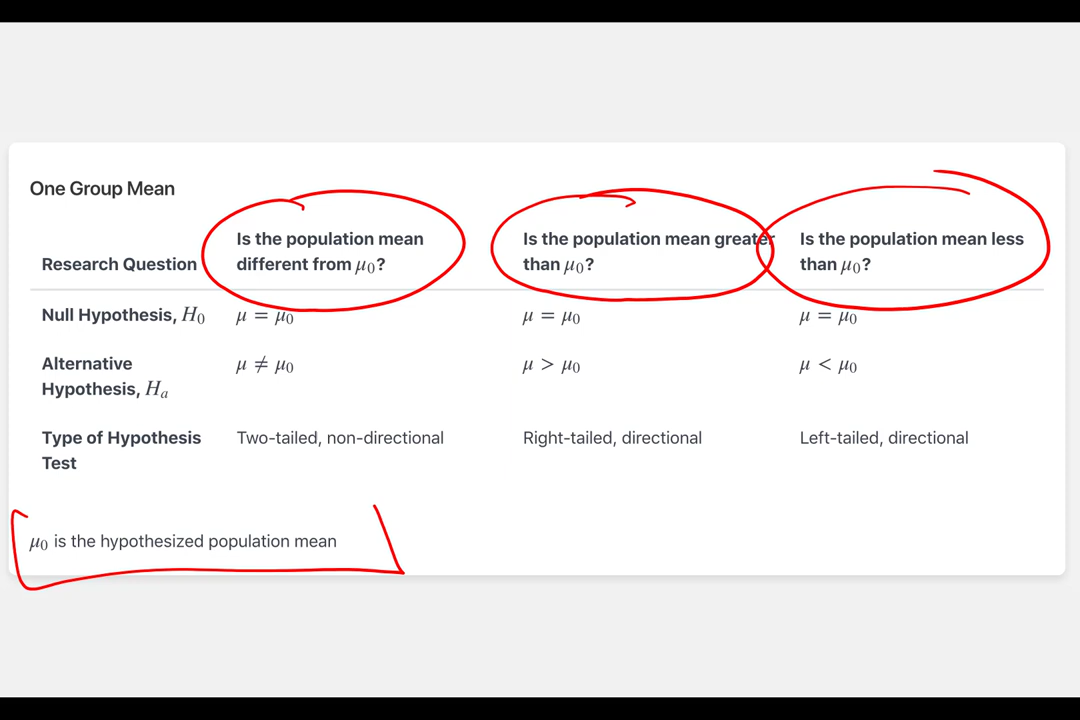 One Group Mean
Research Question
Is the population mean
different from μ₀?
Is the population mean greater
than μ₀?
Is the population mean less
than μ₀?
Null Hypothesis, H₀
μ = μ₀
μ = μ₀
μ = μ₀
Alternative
Hypothesis, Hₐ
μ ≠ μ₀
μ > μ₀
μ < μ₀
Type of Hypothesis
Test
Two-tailed, non-directional
Right-tailed, directional
Left-tailed, directional
μ₀ is the hypothesized population mean